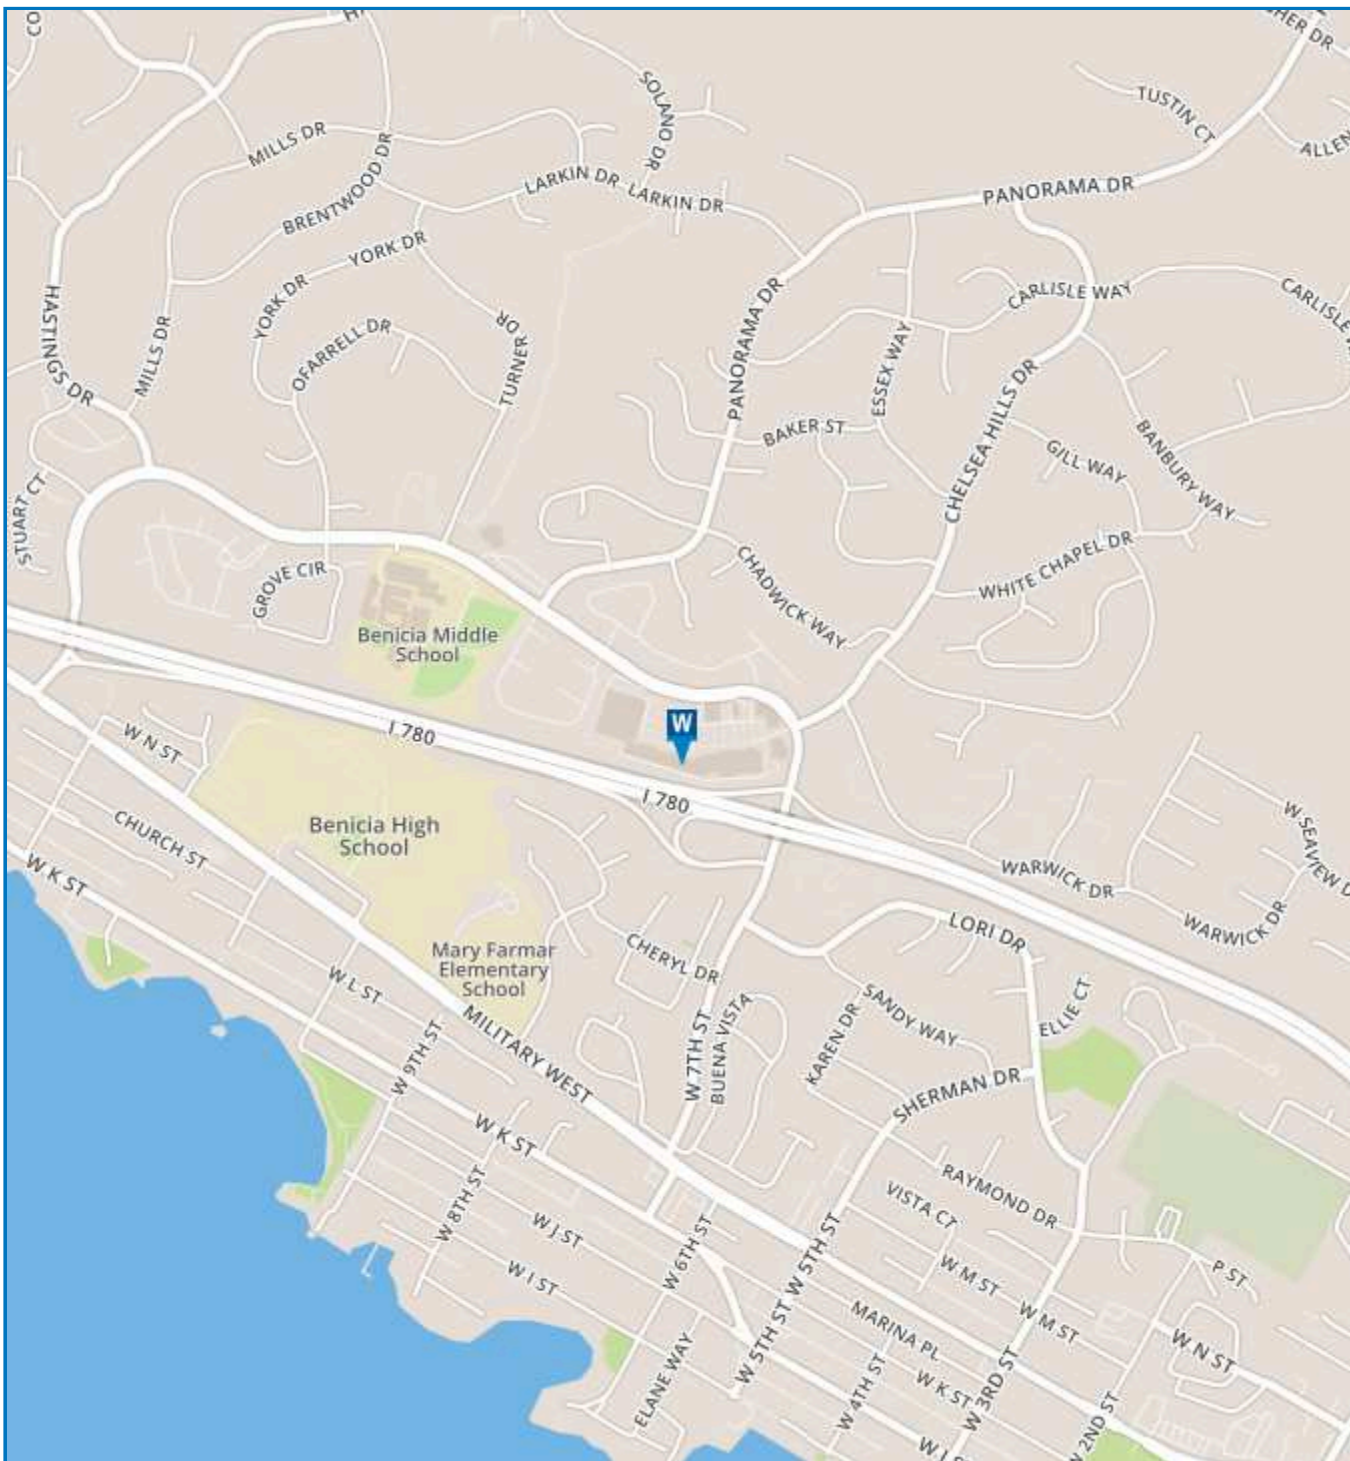 CO
H
SOLANO DR
HER DR
TUSTIN CT
ALLEN
MILLS DR
BRENTWOOD DR
LARKIN DR
LARKIN DR
PANORAMA DR
YORK DR
YORK DR
HASTINGS DR
MILLS DR
OFARRELL DR
TURNER DR
PANORAMA DR
CARLISLE WAY
CARLISLE
ESSEX WAY
BAKER ST
CHELSEA HILLS DR
GILL WAY
BANBURY WAY
STUART CT
GROVE CIR
CHADWICK WAY
WHITE CHAPEL DR
Benicia Middle
School
W
I 780
I 780
W N ST
CHURCH ST
W K ST
Benicia High
School
WARWICK DR
W SEAVIEW D
WARWICK DR
LORI DR
CHERYL DR
Mary Farmar
Elementary
School
W L ST
W 9TH ST
MILITARY WEST
W 7TH ST
BUENA VISTA
KAREN DR
SANDY WAY
ELLIE CT
SHERMAN DR
W K ST
W 8TH ST
W J ST
W I ST
W 6TH ST
RAYMOND DR
VISTA CT
W 5TH ST
W 5TH ST
W M ST
W M ST
P ST
MARINA PL
W N ST
ELANE WAY
W 4TH ST
W K ST
W 3RD ST
2ND ST